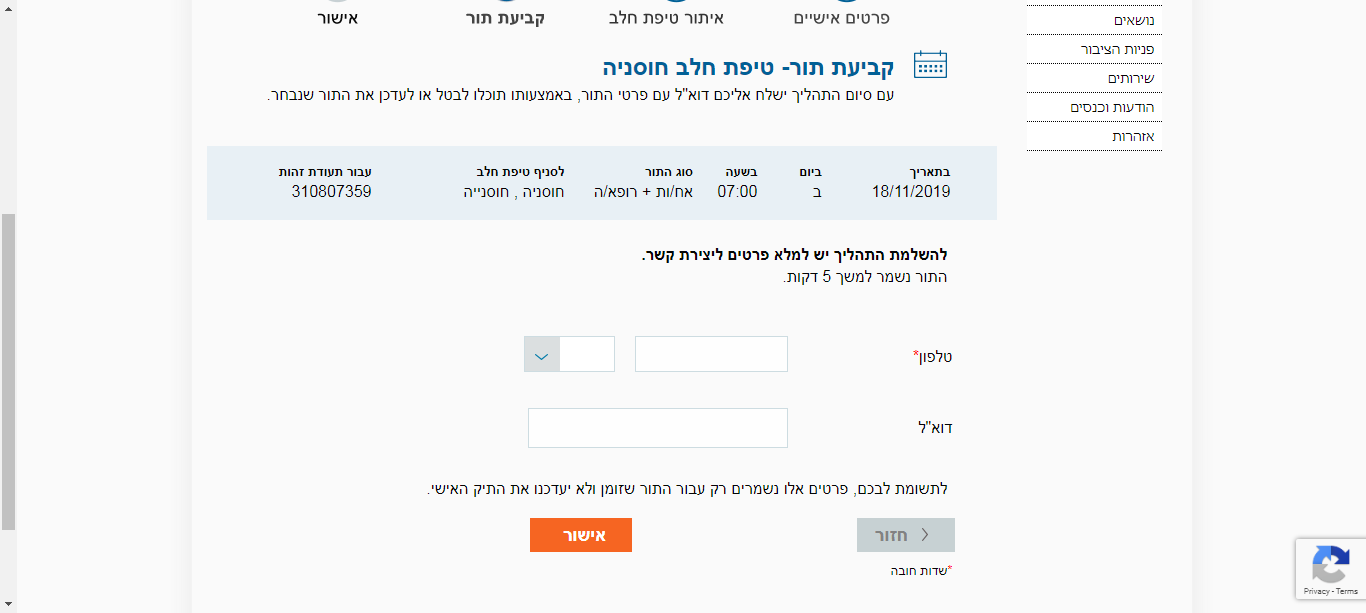 נושאים
פניות הציבור
שירותים
הודעות וכנסים
אזהרות
פרטים אישיים
איתור טיפת חלב
קביעת תור
אישור
קביעת תור- טיפת חלב חוסניה
עם סיום התהליך ישלח אליכם דוא"ל עם פרטי התור, באמצעותו תוכלו לבטל או לעדכן את התור שנבחר.
בתאריך ביום בשעה סוג התור לסניף טיפת חלב עבור תעודת זהות
18/11/2019 ב 07:00 אח/ות + רופא/ה חוסניה , חוסנייה 310807359
להשלמת התהליך יש למלא פרטים ליצירת קשר.
התור נשמר למשך 5 דקות.
טלפון*
דוא"ל
לתשומת לבכם, פרטים אלו נשמרים רק עבור התור שזומן ולא יעדכנו את התיק האישי.
חזור
אישור
*שדות חובה
Privacy - Terms